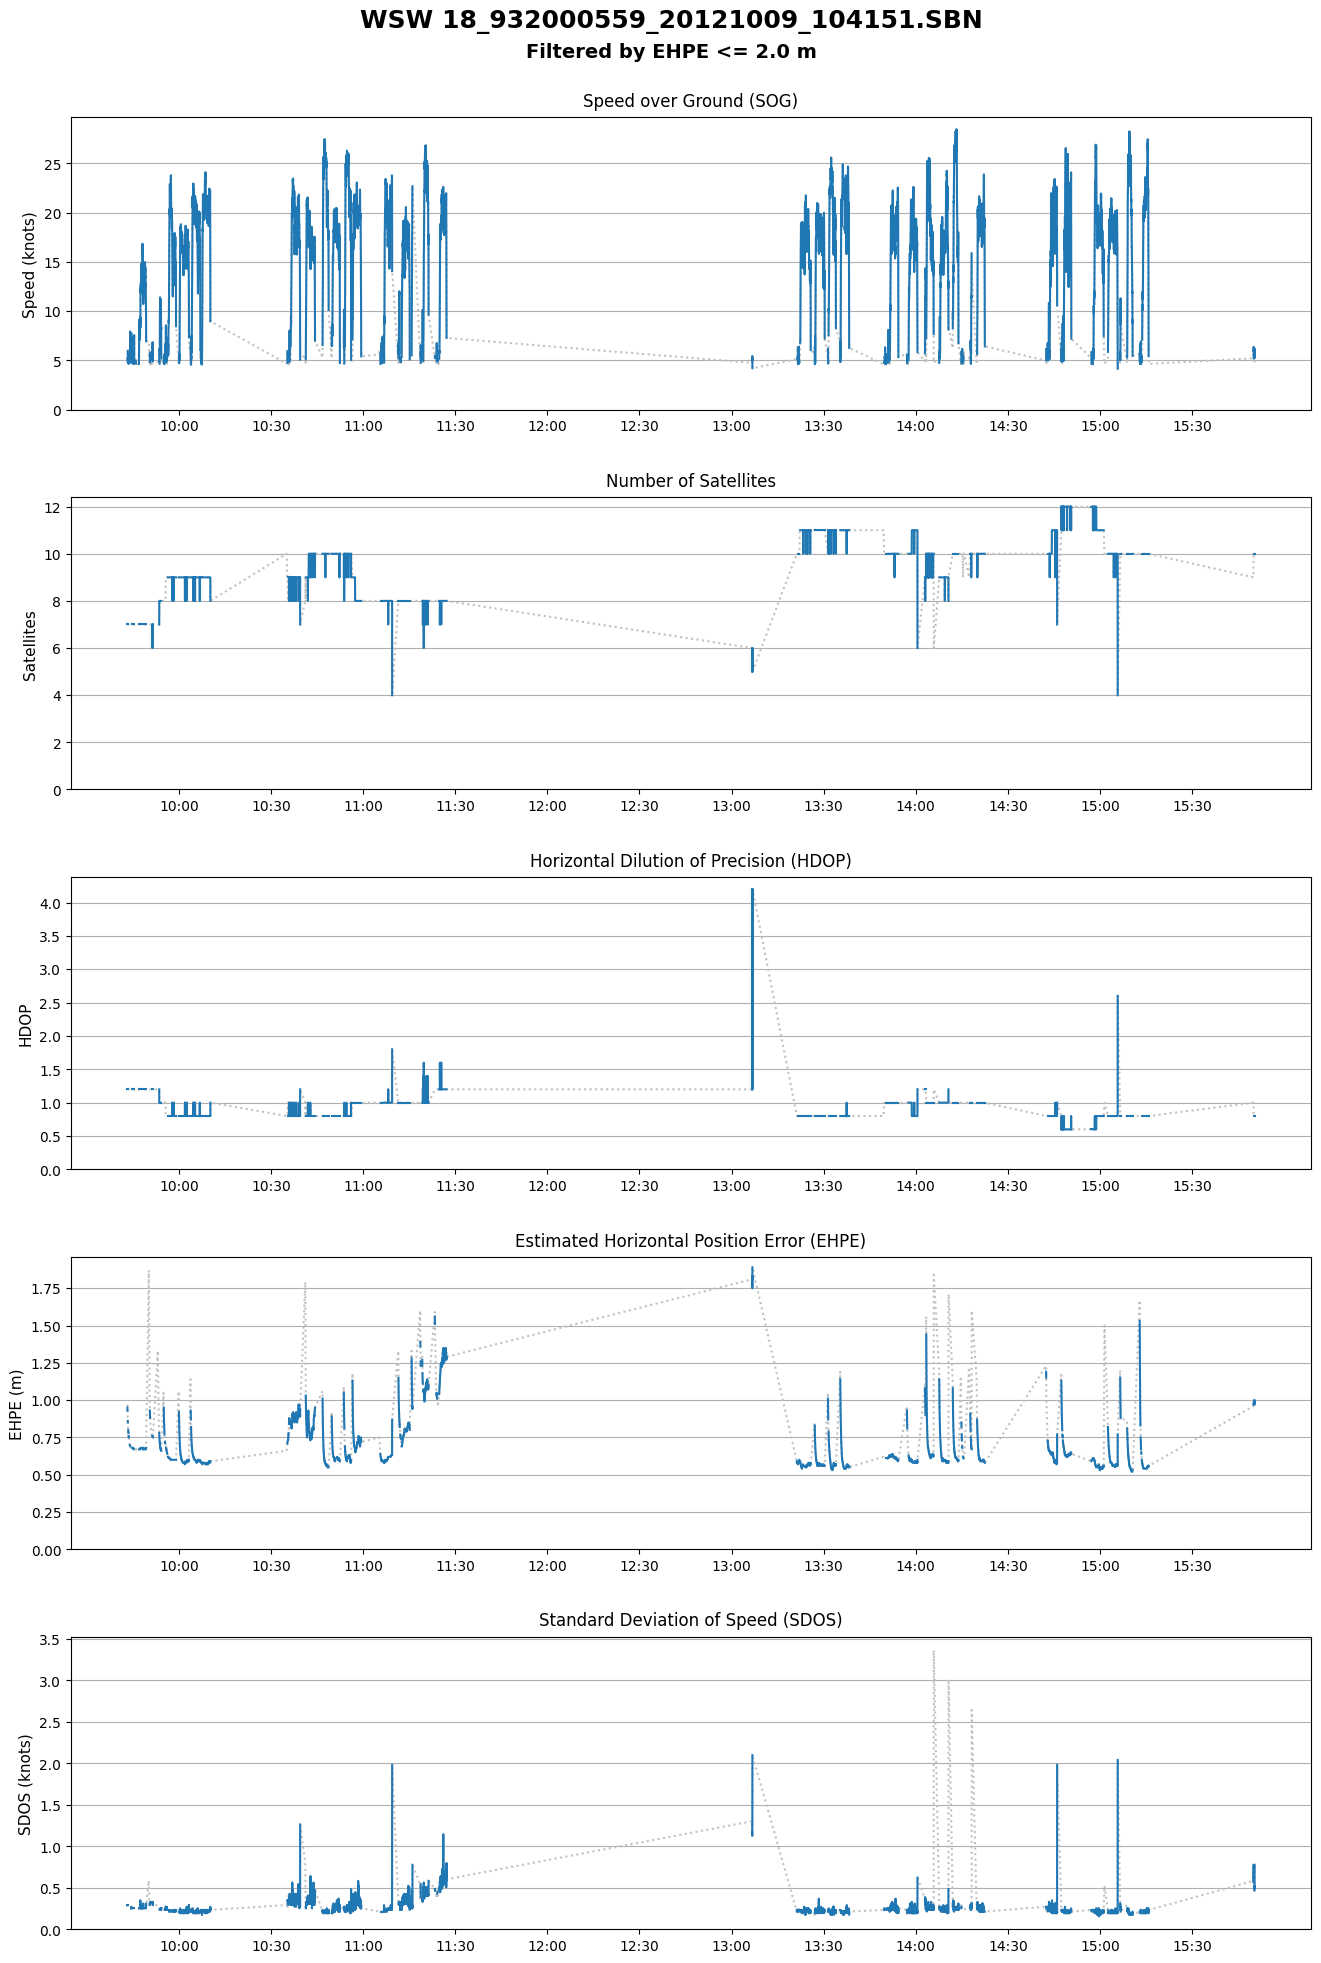 WSW 18_932000559_20121009_104151.SBN
Filtered by EHPE <= 2.0 m
Speed over Ground (SOG)
Speed (knots)
25
20
15
10
5
0
10:00 10:30 11:00 11:30 12:00 12:30 13:00 13:30 14:00 14:30 15:00 15:30
Number of Satellites
Satellites
12
10
8
6
4
2
0
10:00 10:30 11:00 11:30 12:00 12:30 13:00 13:30 14:00 14:30 15:00 15:30
Horizontal Dilution of Precision (HDOP)
HDOP
4.0
3.5
3.0
2.5
2.0
1.5
1.0
0.5
0.0
10:00 10:30 11:00 11:30 12:00 12:30 13:00 13:30 14:00 14:30 15:00 15:30
Estimated Horizontal Position Error (EHPE)
EHPE (m)
1.75
1.50
1.25
1.00
0.75
0.50
0.25
0.00
10:00 10:30 11:00 11:30 12:00 12:30 13:00 13:30 14:00 14:30 15:00 15:30
Standard Deviation of Speed (SDOS)
SDOS (knots)
3.5
3.0
2.5
2.0
1.5
1.0
0.5
0.0
10:00 10:30 11:00 11:30 12:00 12:30 13:00 13:30 14:00 14:30 15:00 15:30